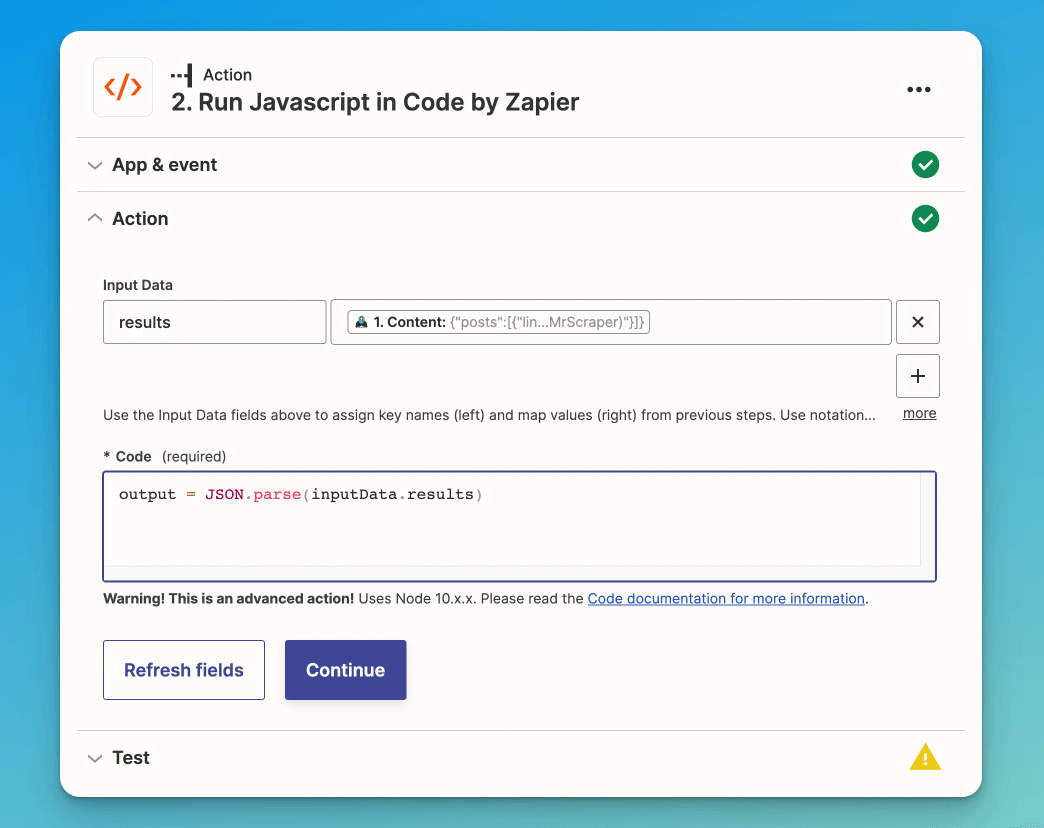 Action
2. Run Javascript in Code by Zapier
App & event
Action
Input Data
results
1. Content: {"posts":[{"lin...MrScraper)"}]}
Use the Input Data fields above to assign key names (left) and map values (right) from previous steps. Use notation... more
* Code (required)
output = JSON.parse(inputData.results)
Warning! This is an advanced action! Uses Node 10.x.x. Please read the Code documentation for more information.
Refresh fields Continue
Test